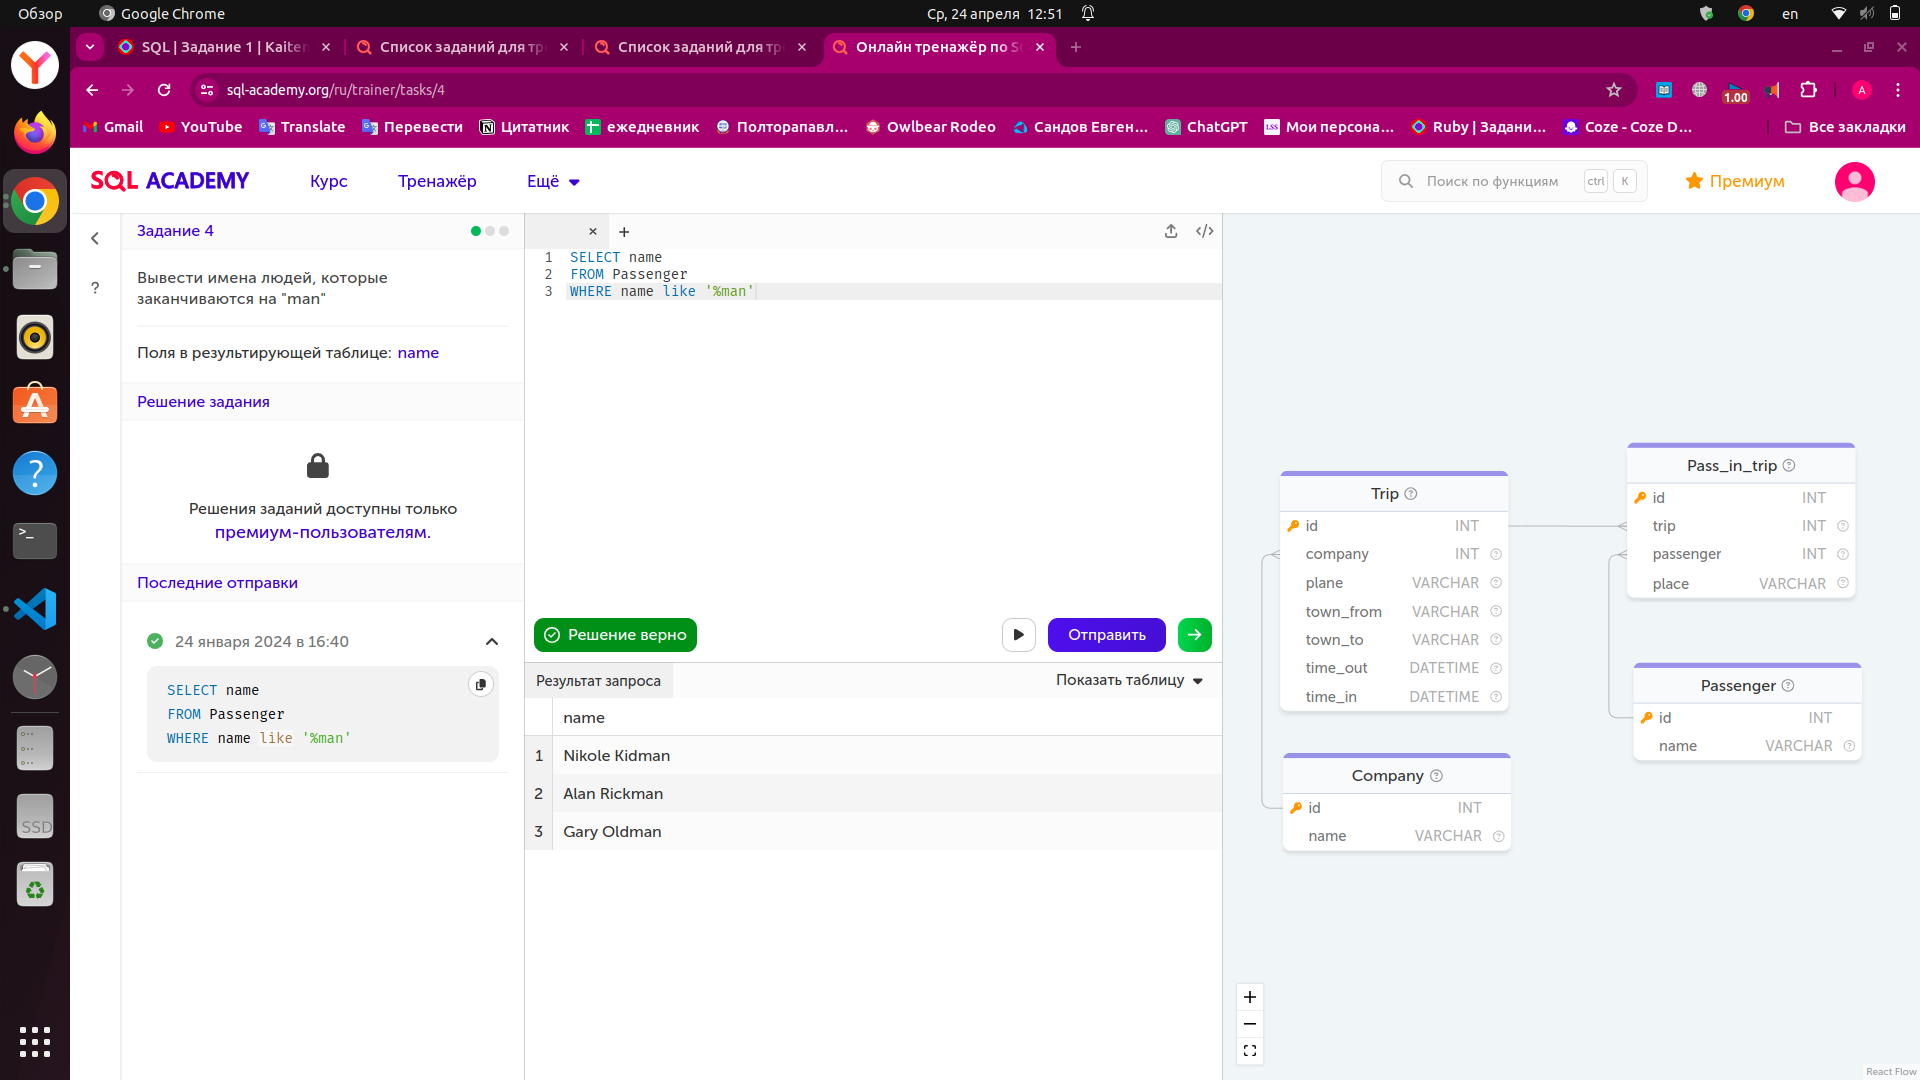 Обзор
Google Chrome
Ср, 24 апреля 12:51
en
SQL | Задание 1 | Kaiten
Список заданий для тр
Список заданий для тр
Онлайн тренажёр по S
sql-academy.org/ru/trainer/tasks/4
1.00
A
Gmail
YouTube
Translate
Перевести
Цитатник
ежедневник
Полторапавл...
Owlbear Rodeo
Сандов Евген...
ChatGPT
LSS
Мои персона...
Ruby | Задани...
Coze - Coze D...
Все закладки
SQL ACADEMY
Курс
Тренажёр
Ещё
Поиск по функциям
ctrl
K
Премиум
Задание 4
Вывести имена людей, которые
заканчиваются на "man"
Поля в результирующей таблице: name
Решение задания
Решения заданий доступны только
премиум-пользователям.
Последние отправки
24 января 2024 в 16:40
SELECT name
FROM Passenger
WHERE name like '%man'
1 SELECT name
2 FROM Passenger
3 WHERE name like '%man'
Решение верно
Отправить
Результат запроса
Показать таблицу
name
1 Nikole Kidman
2 Alan Rickman
3 Gary Oldman
Trip
id INT
company INT
plane VARCHAR
town_from VARCHAR
town_to VARCHAR
time_out DATETIME
time_in DATETIME
Company
id INT
name VARCHAR
Pass_in_trip
id INT
trip INT
passenger INT
place VARCHAR
Passenger
id INT
name VARCHAR
SSD
React Flow